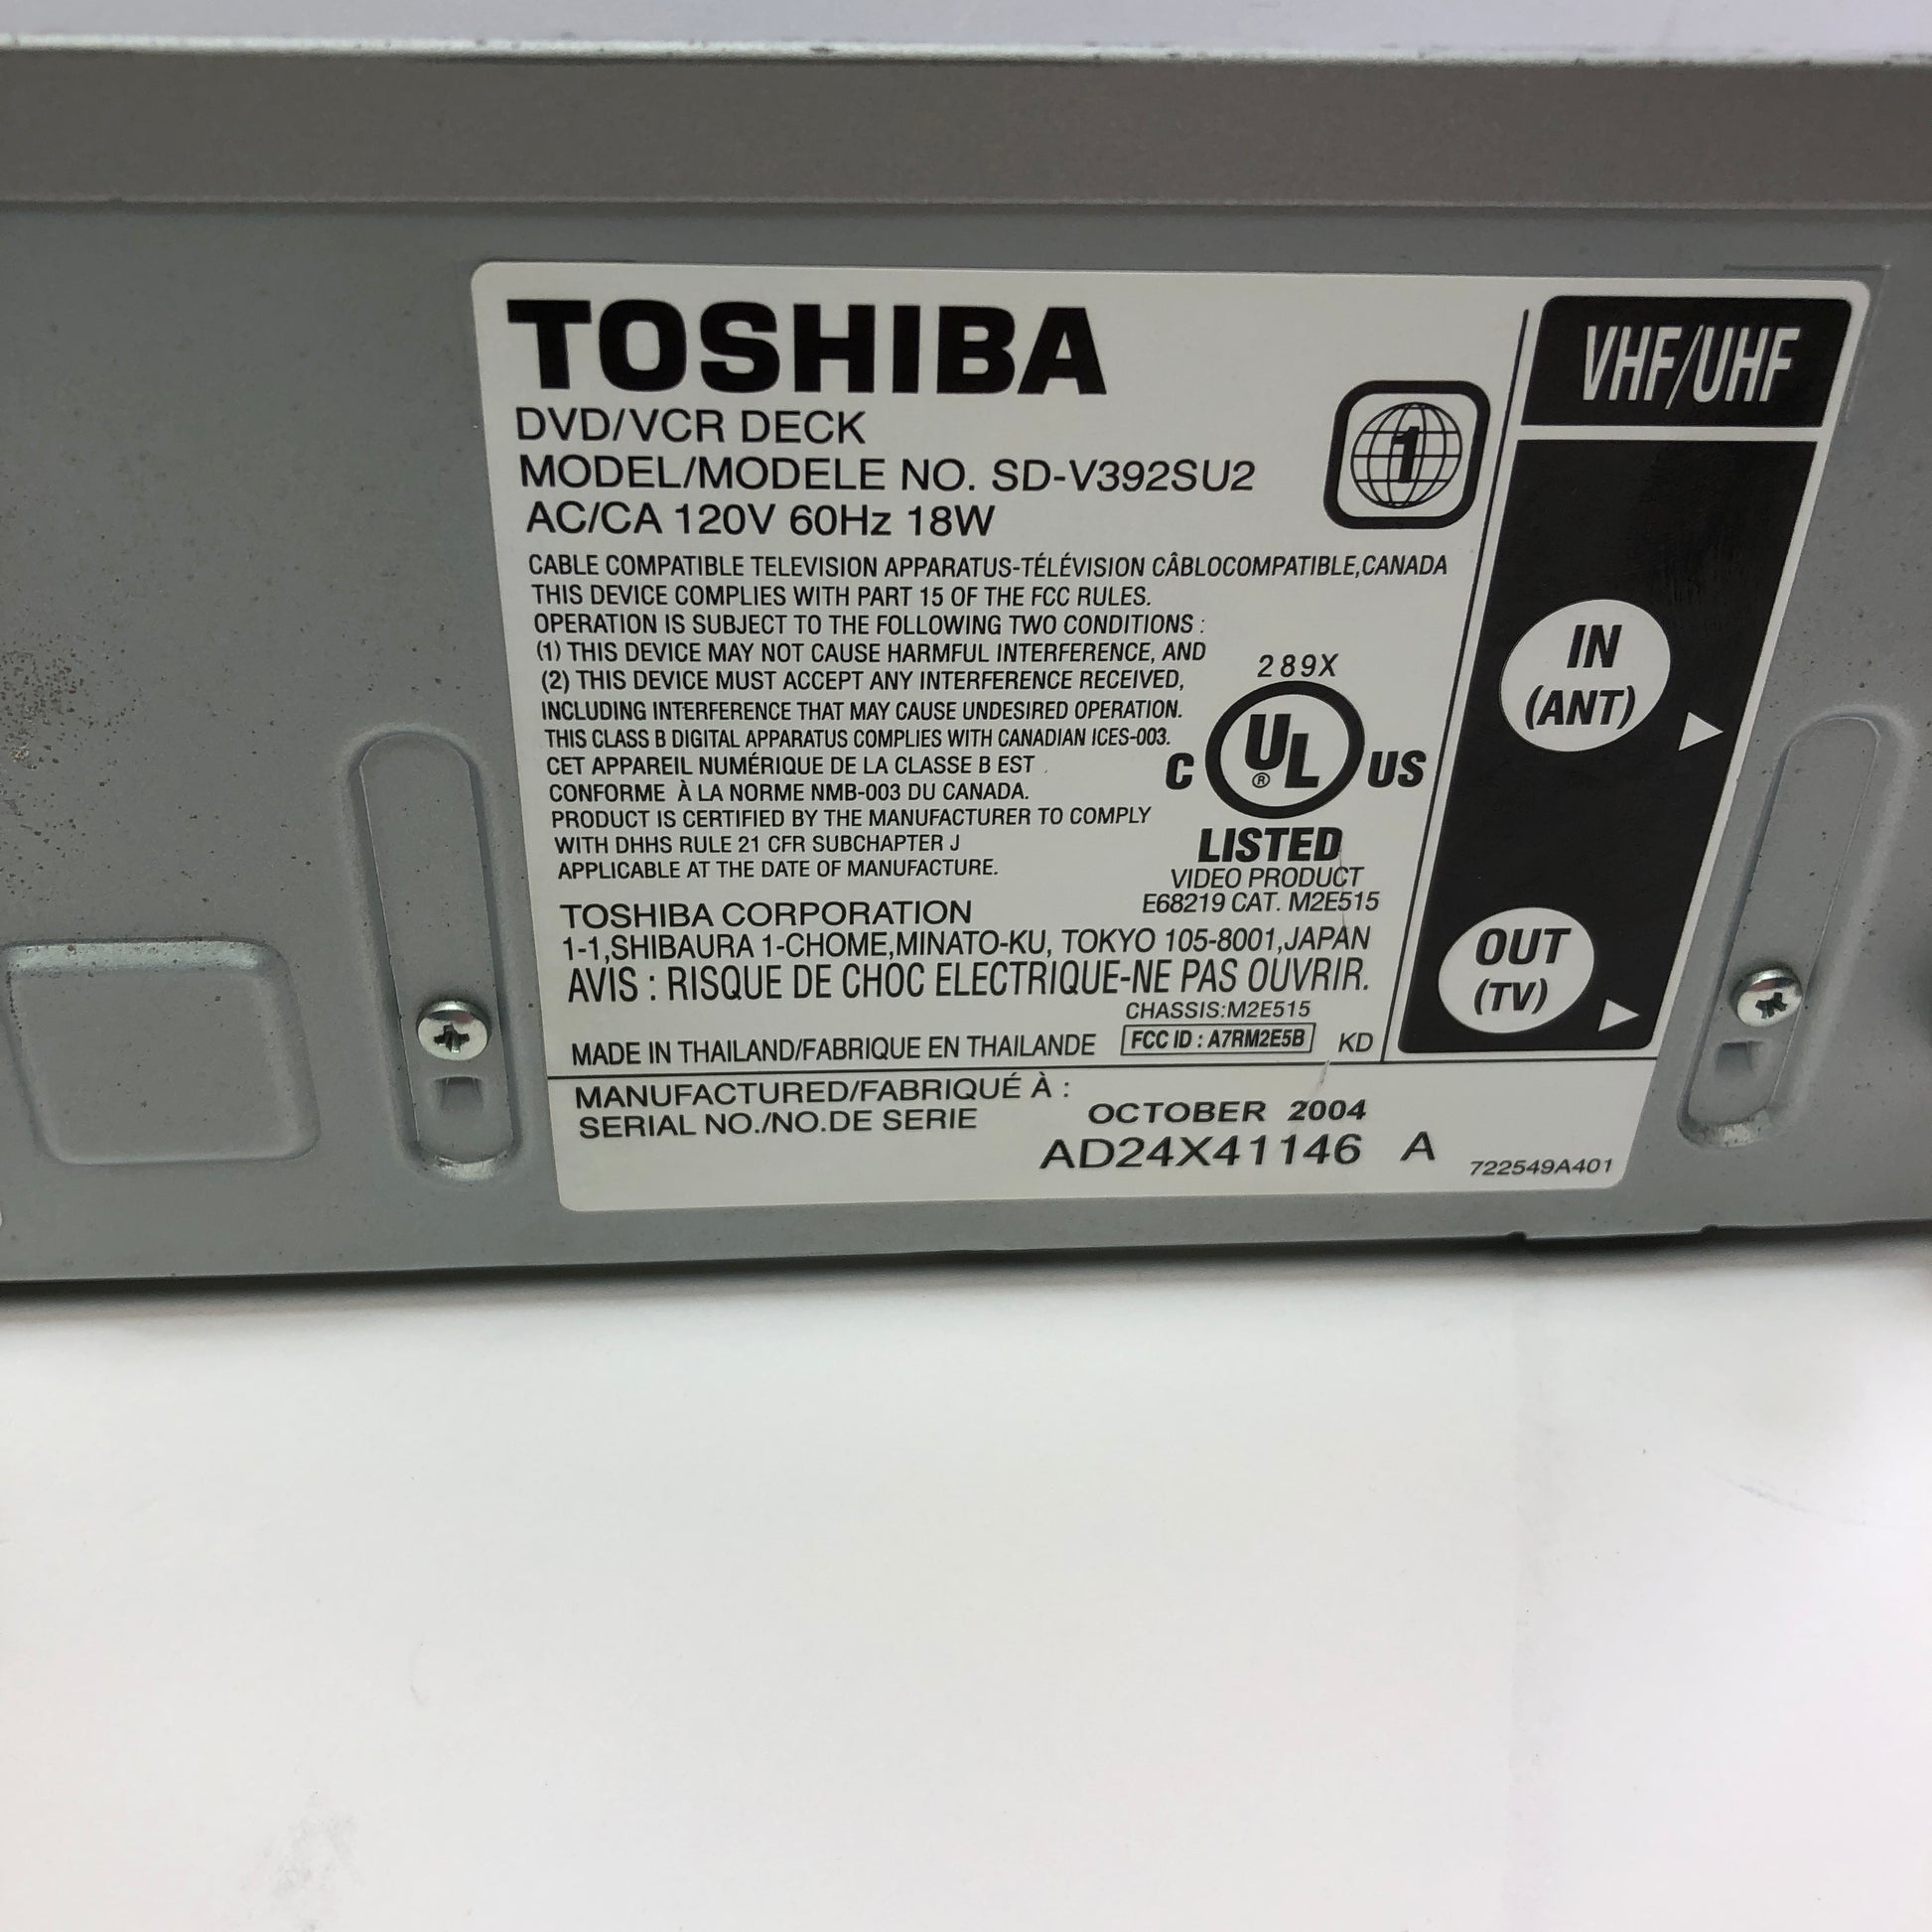 TOSHIBA
DVD/VCR DECK
MODEL/MODELE NO. SD-V392SU2
AC/CA 120V 60Hz 18W
1
CABLE COMPATIBLE TELEVISION APPARATUS-TÉLÉVISION CÂBLOCOMPATIBLE,CANADA
THIS DEVICE COMPLIES WITH PART 15 OF THE FCC RULES.
OPERATION IS SUBJECT TO THE FOLLOWING TWO CONDITIONS :
(1) THIS DEVICE MAY NOT CAUSE HARMFUL INTERFERENCE, AND
(2) THIS DEVICE MUST ACCEPT ANY INTERFERENCE RECEIVED,
INCLUDING INTERFERENCE THAT MAY CAUSE UNDESIRED OPERATION.
THIS CLASS B DIGITAL APPARATUS COMPLIES WITH CANADIAN ICES-003.
CET APPAREIL NUMÉRIQUE DE LA CLASSE B EST
CONFORME À LA NORME NMB-003 DU CANADA.
PRODUCT IS CERTIFIED BY THE MANUFACTURER TO COMPLY
WITH DHHS RULE 21 CFR SUBCHAPTER J
APPLICABLE AT THE DATE OF MANUFACTURE.
289X
C UL® US
LISTED
VIDEO PRODUCT
E68219 CAT. M2E515
TOSHIBA CORPORATION
1-1,SHIBAURA 1-CHOME,MINATO-KU, TOKYO 105-8001,JAPAN
AVIS : RISQUE DE CHOC ELECTRIQUE-NE PAS OUVRIR.
CHASSIS:M2E515
MADE IN THAILAND/FABRIQUE EN THAILANDE FCC ID : A7RM2E5B KD
MANUFACTURED/FABRIQUÉ À : OCTOBER 2004
SERIAL NO./NO.DE SERIE AD24X41146 A
722549A401
VHF/UHF
IN
(ANT)
OUT
(TV)